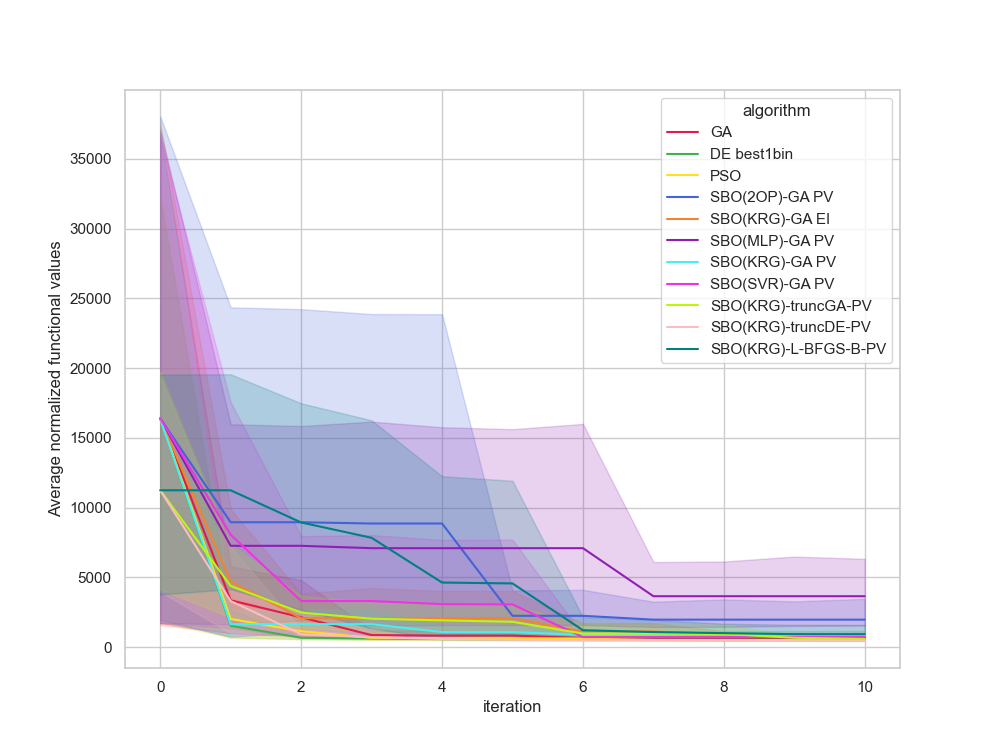 algorithm
GA
DE best1bin
PSO
SBO(2OP)-GA PV
SBO(KRG)-GA EI
SBO(MLP)-GA PV
SBO(KRG)-GA PV
SBO(SVR)-GA PV
SBO(KRG)-truncGA-PV
SBO(KRG)-truncDE-PV
SBO(KRG)-L-BFGS-B-PV
Average normalized functional values
35000
30000
25000
20000
15000
10000
5000
0
0 2 4 6 8 10
iteration